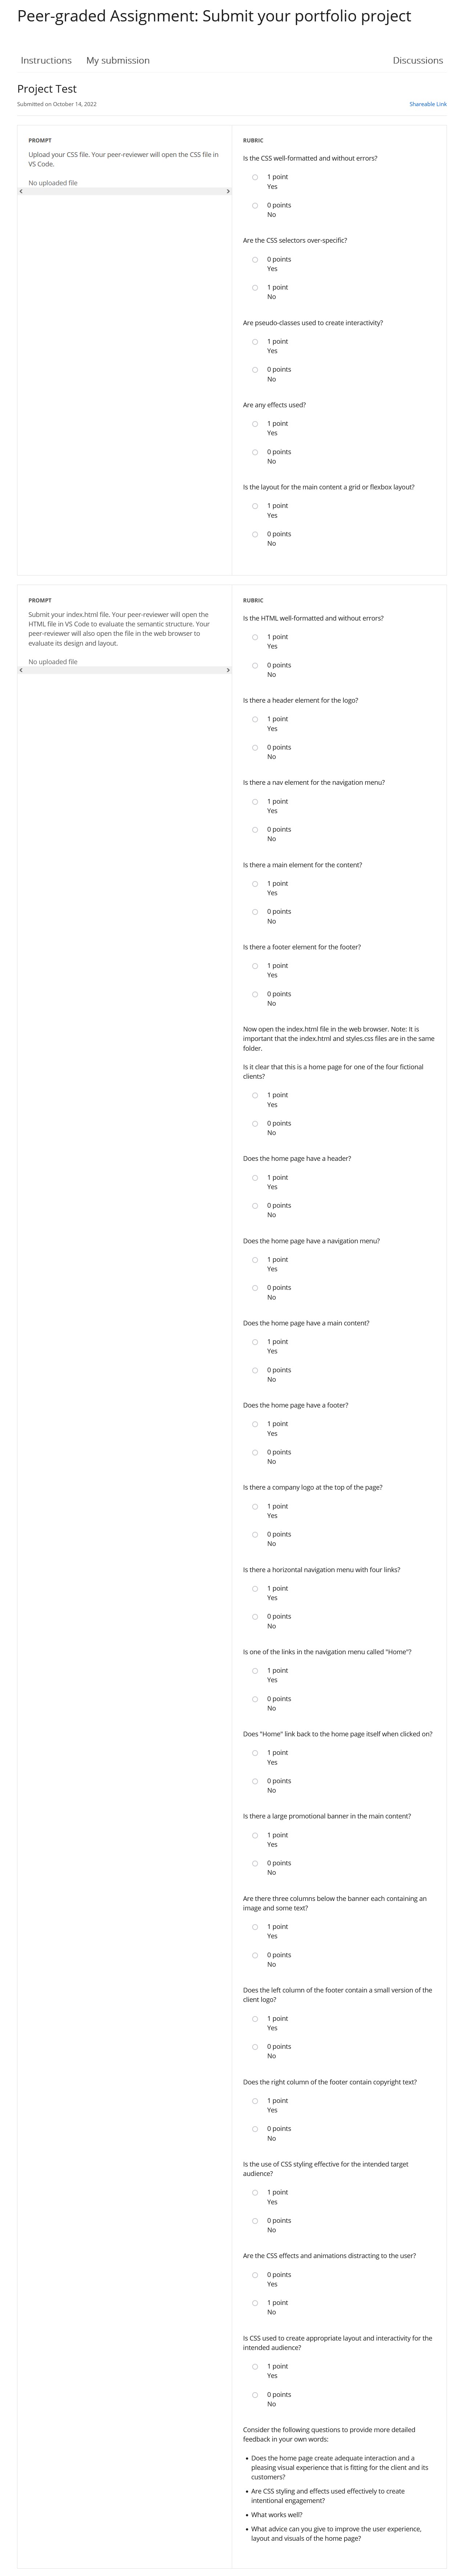 Peer-graded Assignment: Submit your portfolio project
Instructions My submission Discussions
Project Test
Submitted on October 14, 2022 Shareable Link
PROMPT
Upload your CSS file. Your peer-reviewer will open the CSS file in
VS Code.
No uploaded file
RUBRIC
Is the CSS well-formatted and without errors?
1 point
Yes
0 points
No
Are the CSS selectors over-specific?
0 points
Yes
1 point
No
Are pseudo-classes used to create interactivity?
1 point
Yes
0 points
No
Are any effects used?
1 point
Yes
0 points
No
Is the layout for the main content a grid or flexbox layout?
1 point
Yes
0 points
No
PROMPT
Submit your index.html file. Your peer-reviewer will open the
HTML file in VS Code to evaluate the semantic structure. Your
peer-reviewer will also open the file in the web browser to
evaluate its design and layout.
No uploaded file
RUBRIC
Is the HTML well-formatted and without errors?
1 point
Yes
0 points
No
Is there a header element for the logo?
1 point
Yes
0 points
No
Is there a nav element for the navigation menu?
1 point
Yes
0 points
No
Is there a main element for the content?
1 point
Yes
0 points
No
Is there a footer element for the footer?
1 point
Yes
0 points
No
Now open the index.html file in the web browser. Note: It is
important that the index.html and styles.css files are in the same
folder.
Is it clear that this is a home page for one of the four fictional
clients?
1 point
Yes
0 points
No
Does the home page have a header?
1 point
Yes
0 points
No
Does the home page have a navigation menu?
1 point
Yes
0 points
No
Does the home page have a main content?
1 point
Yes
0 points
No
Does the home page have a footer?
1 point
Yes
0 points
No
Is there a company logo at the top of the page?
1 point
Yes
0 points
No
Is there a horizontal navigation menu with four links?
1 point
Yes
0 points
No
Is one of the links in the navigation menu called "Home"?
1 point
Yes
0 points
No
Does "Home" link back to the home page itself when clicked on?
1 point
Yes
0 points
No
Is there a large promotional banner in the main content?
1 point
Yes
0 points
No
Are there three columns below the banner each containing an
image and some text?
1 point
Yes
0 points
No
Does the left column of the footer contain a small version of the
client logo?
1 point
Yes
0 points
No
Does the right column of the footer contain copyright text?
1 point
Yes
0 points
No
Is the use of CSS styling effective for the intended target
audience?
1 point
Yes
0 points
No
Are the CSS effects and animations distracting to the user?
0 points
Yes
1 point
No
Is CSS used to create appropriate layout and interactivity for the
intended audience?
1 point
Yes
0 points
No
Consider the following questions to provide more detailed
feedback in your own words:
• Does the home page create adequate interaction and a
pleasing visual experience that is fitting for the client and its
customers?
• Are CSS styling and effects used effectively to create
intentional engagement?
• What works well?
• What advice can you give to improve the user experience,
layout and visuals of the home page?